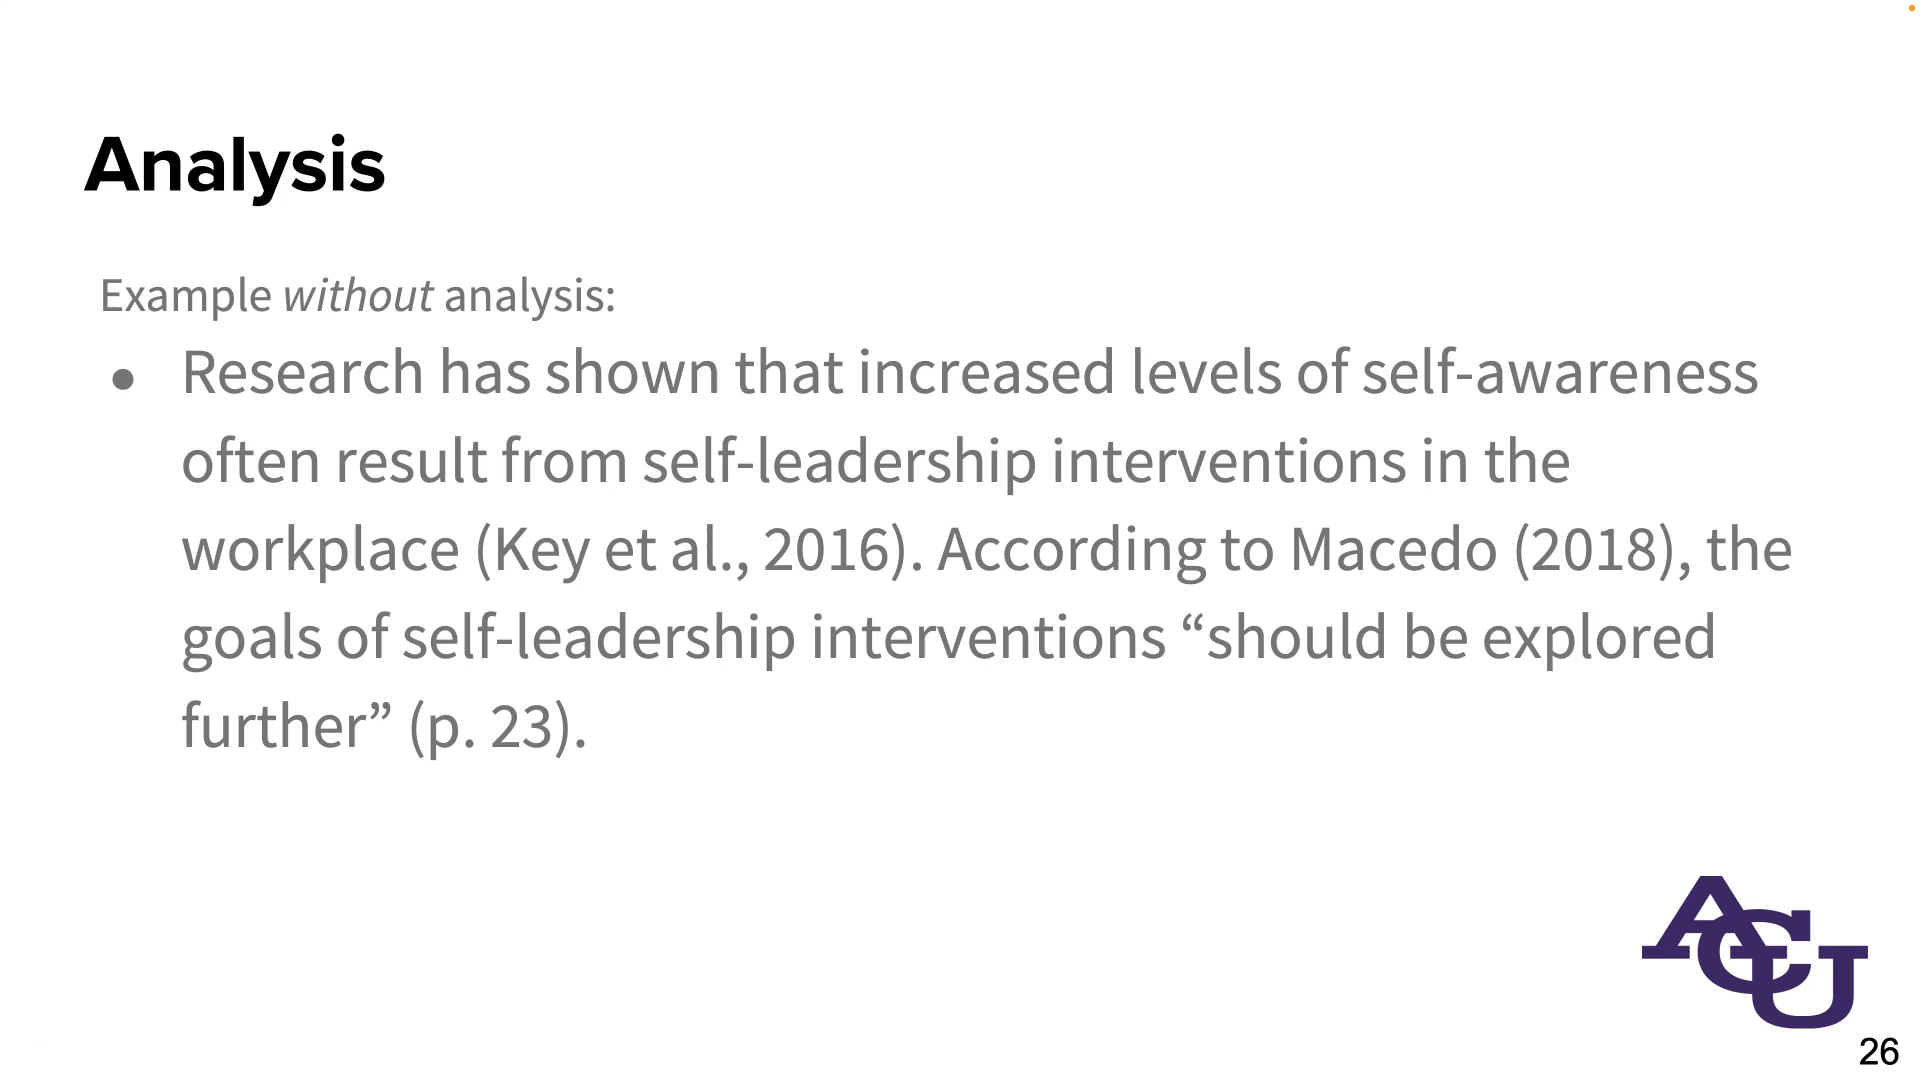 Analysis
Example without analysis:
● Research has shown that increased levels of self-awareness
often result from self-leadership interventions in the
workplace (Key et al., 2016). According to Macedo (2018), the
goals of self-leadership interventions “should be explored
further” (p. 23).
ACU
26